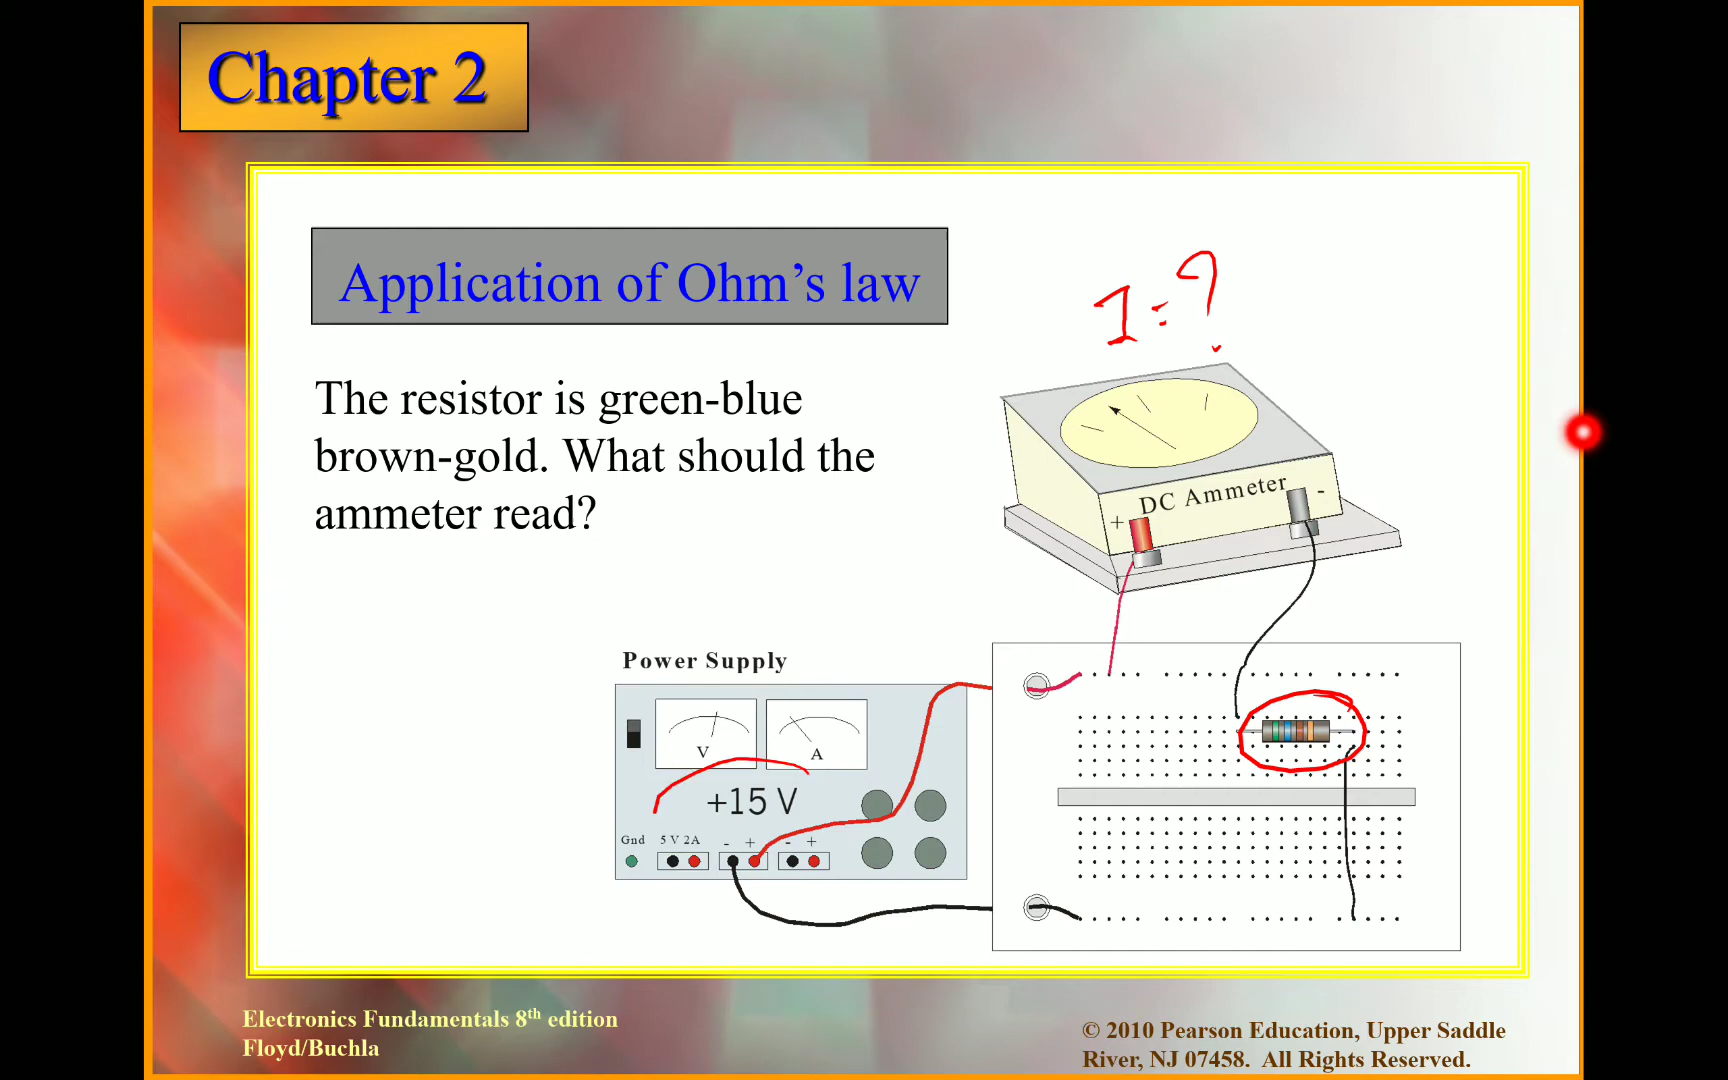 Chapter 2
Application of Ohm's law
I = ?
The resistor is green-blue
brown-gold. What should the
ammeter read?
DC Ammeter
+
-
Power Supply
V
A
+15 V
Gnd
5 V 2A
- +
- +
Electronics Fundamentals 8th edition
Floyd/Buchla
© 2010 Pearson Education, Upper Saddle
River, NJ 07458. All Rights Reserved.